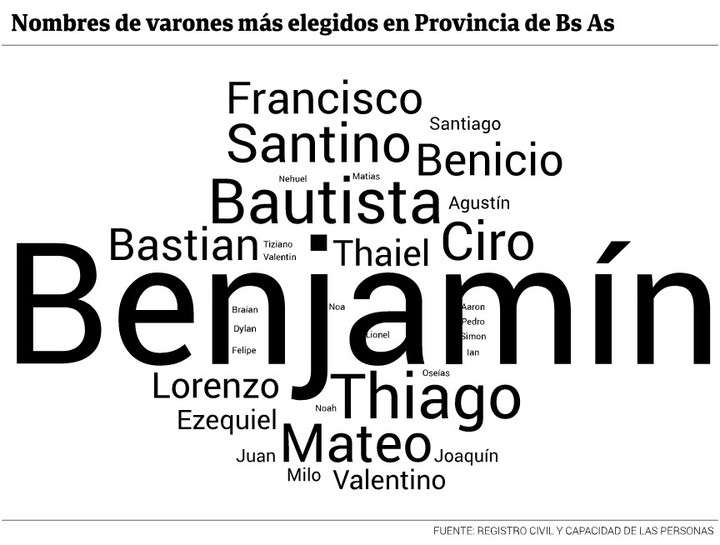 Nombres de varones más elegidos en Provincia de Bs As
Francisco
Santiago
Santino
Benicio
Nehuel
Matias
Bautista
Agustín
Bastian
Tiziano
Valentin
Thaiel
Ciro
Benjamín
Braian
Noa
Aaron
Dylan
Pedro
Lionel
Simon
Felipe
Ian
Oseías
Lorenzo
Thiago
Noah
Ezequiel
Mateo
Juan
Joaquín
Milo
Valentino
FUENTE: REGISTRO CIVIL Y CAPACIDAD DE LAS PERSONAS